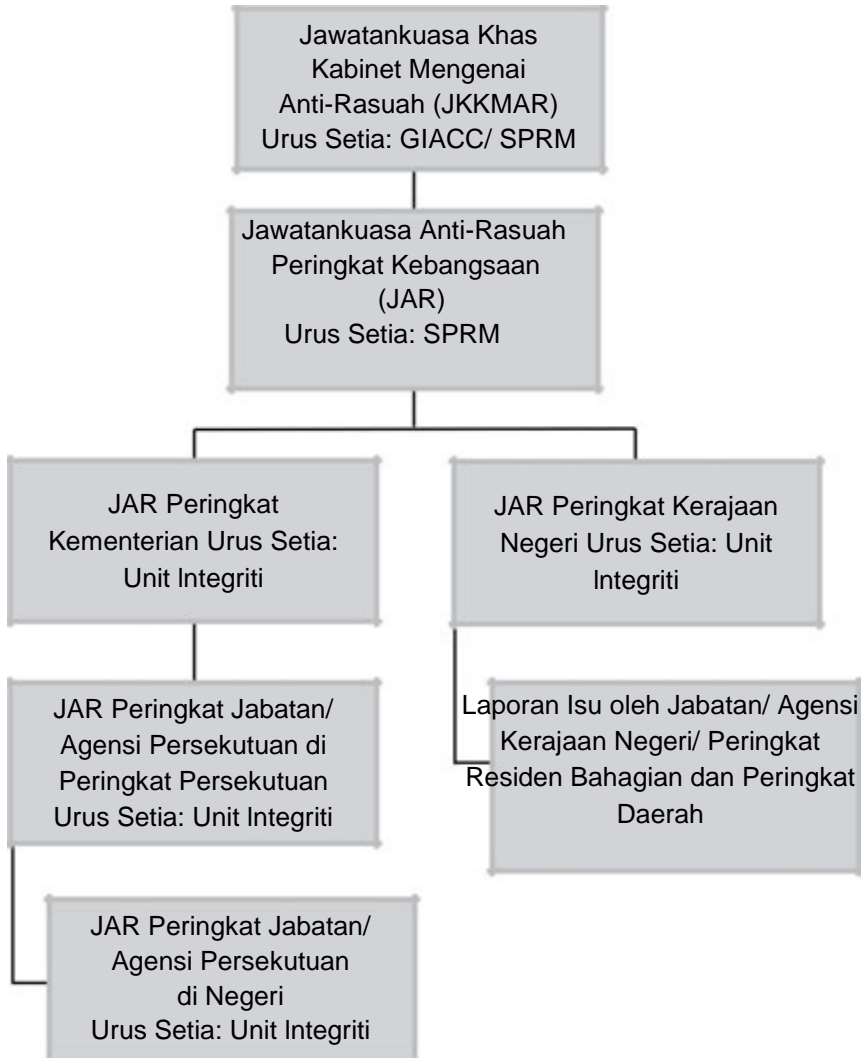 Jawatankuasa Khas
Kabinet Mengenai
Anti-Rasuah (JKKMAR)
Urus Setia: GIACC/ SPRM
Jawatankuasa Anti-Rasuah
Peringkat Kebangsaan
(JAR)
Urus Setia: SPRM
JAR Peringkat
Kementerian Urus Setia:
Unit Integriti
JAR Peringkat Kerajaan
Negeri Urus Setia: Unit
Integriti
JAR Peringkat Jabatan/
Agensi Persekutuan di
Peringkat Persekutuan
Urus Setia: Unit Integriti
Laporan Isu oleh Jabatan/ Agensi
Kerajaan Negeri/ Peringkat
Residen Bahagian dan Peringkat
Daerah
JAR Peringkat Jabatan/
Agensi Persekutuan
di Negeri
Urus Setia: Unit Integriti